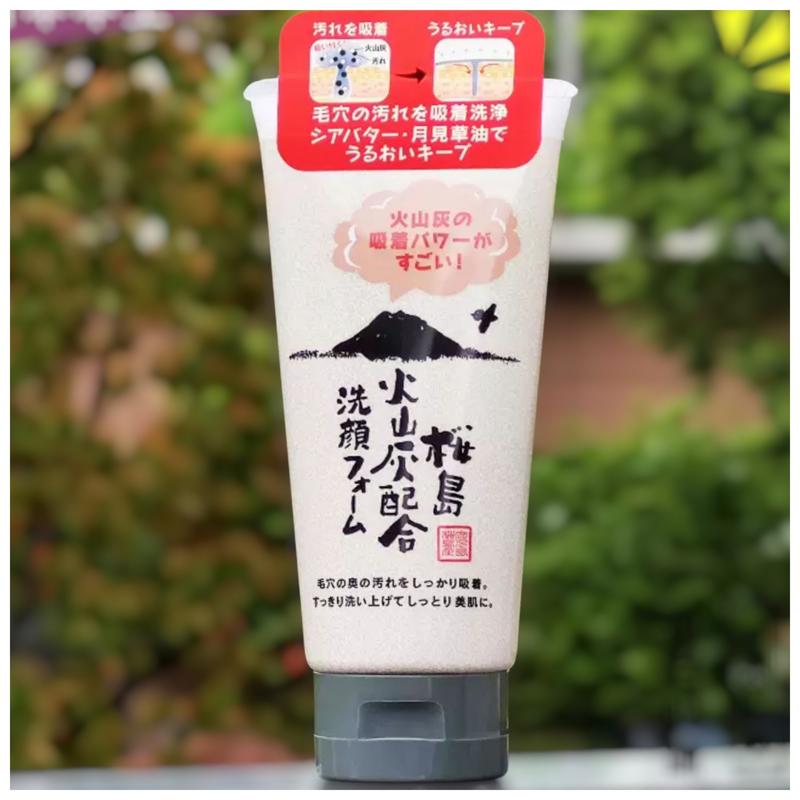 汚れを吸着
うるおいキープ
火山灰
汚れ
毛穴の汚れを吸着洗浄
シアバター・月見草油で
うるおいキープ
火山灰の
吸着パワーが
すごい!
桜島
火山灰配合
洗顔フォーム
毛穴の奥の汚れをしっかり吸着。
すっきり洗い上げてしっとり美肌に。